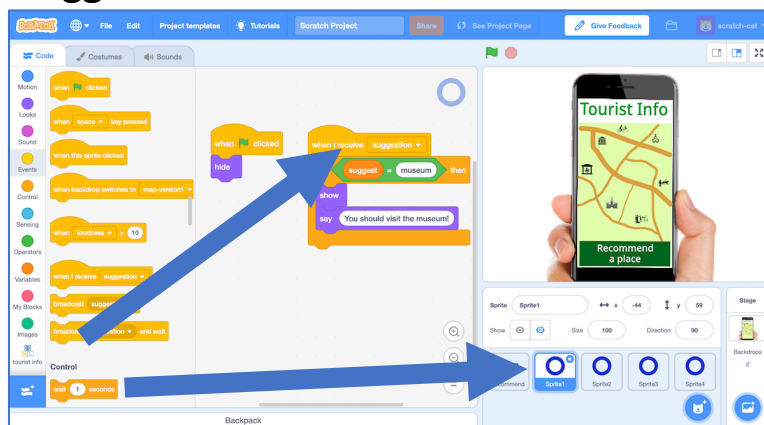 SCRATCH File Edit Project templates Tutorials Scratch Project Share See Project Page Give Feedback scratch-cat
Code Costumes Sounds
Motion
Looks
Sound
Events
Control
Sensing
Operators
Variables
My Blocks
Images
tourist info
when clicked
when space key pressed
when this sprite clicked
when backdrop switches to map-version1
when loudness > 10
when I receive suggestion
broadcast
and wait
Control
wait 1 seconds
when clicked
hide
when I receive suggestion
suggest = museum then
show
say You should visit the museum!
Tourist Info
Recommend
a place
Sprite Sprite1 x -44 y 59
Show Size 100 Direction 90
Sprite1 Sprite2 Sprite3 Sprite4
Stage
Backdrops
2
Backpack